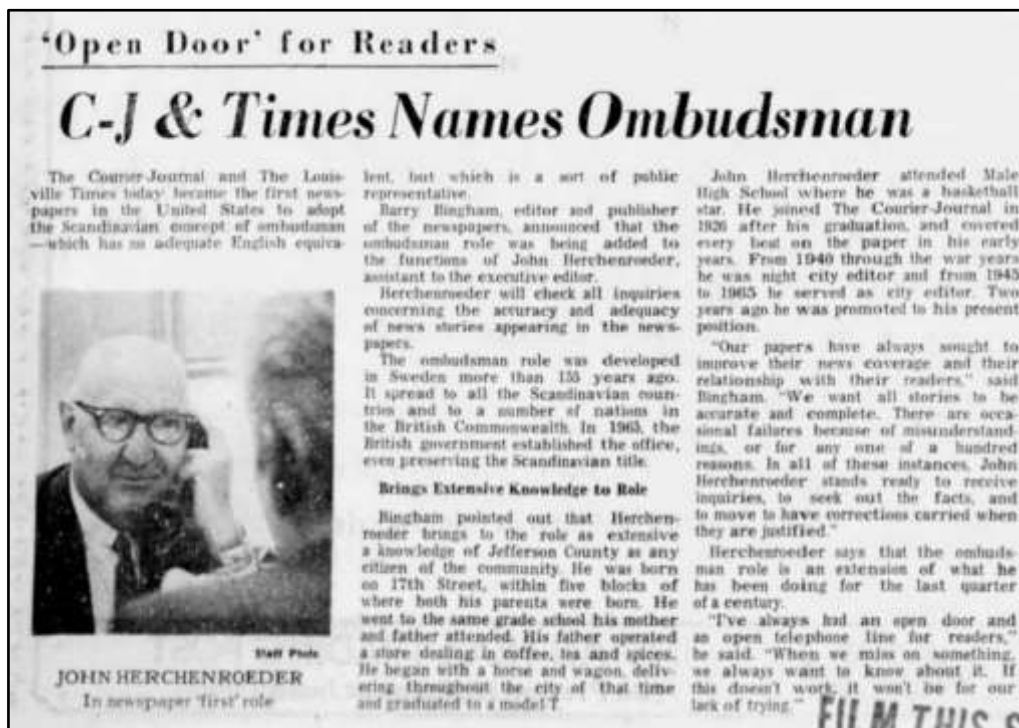 ‘Open Door’ for Readers
C-J & Times Names Ombudsman
The Courier-Journal and The Louis-
ville Times today became the first news-
papers in the United States to adopt
the Scandinavian concept of ombudsman
—which has no adequate English equiva-
Staff Photo
JOHN HERCHENROEDER
In newspaper ‘first’ role
lent, but which is a sort of public
representative.
Barry Bingham, editor and publisher
of the newspapers, announced that the
ombudsman role was being added to
the functions of John Herchenroeder,
assistant to the executive editor.
Herchenroeder will check all inquiries
concerning the accuracy and adequacy
of news stories appearing in the news-
papers.
The ombudsman role was developed
in Sweden more than 155 years ago.
It spread to all the Scandinavian coun-
tries and to a number of nations in
the British Commonwealth. In 1965, the
British government established the office,
even preserving the Scandinavian title.
Brings Extensive Knowledge to Role
Bingham pointed out that Herchen-
roeder brings to the role as extensive
a knowledge of Jefferson County as any
citizen of the community. He was born
on 17th Street, within five blocks of
where both his parents were born. He
went to the same grade school his mother
and father attended. His father operated
a store dealing in coffee, tea and spices.
He began with a horse and wagon, deliv-
ering throughout the city of that time
and graduated to a model T.
John Herchenroeder attended Male
High School where he was a basketball
star. He joined The Courier-Journal in
1926 after his graduation, and covered
every beat on the paper in his early
years. From 1940 through the war years
he was night city editor and from 1945
to 1965 he served as city editor. Two
years ago he was promoted to his present
position.
“Our papers have always sought to
improve their news coverage and their
relationship with their readers,” said
Bingham. “We want all stories to be
accurate and complete. There are occa-
sional failures because of misunderstand-
ings, or for any one of a hundred
reasons. In all of these instances, John
Herchenroeder stands ready to receive
inquiries, to seek out the facts, and
to move to have corrections carried when
they are justified.”
Herchenroeder says that the ombuds-
man role is an extension of what he
has been doing for the last quarter
of a century.
“I’ve always had an open door and
an open telephone line for readers,”
he said. “When we miss on something,
we always want to know about it. If
this doesn’t work, it won’t be for our
lack of trying.”
FILM THIS